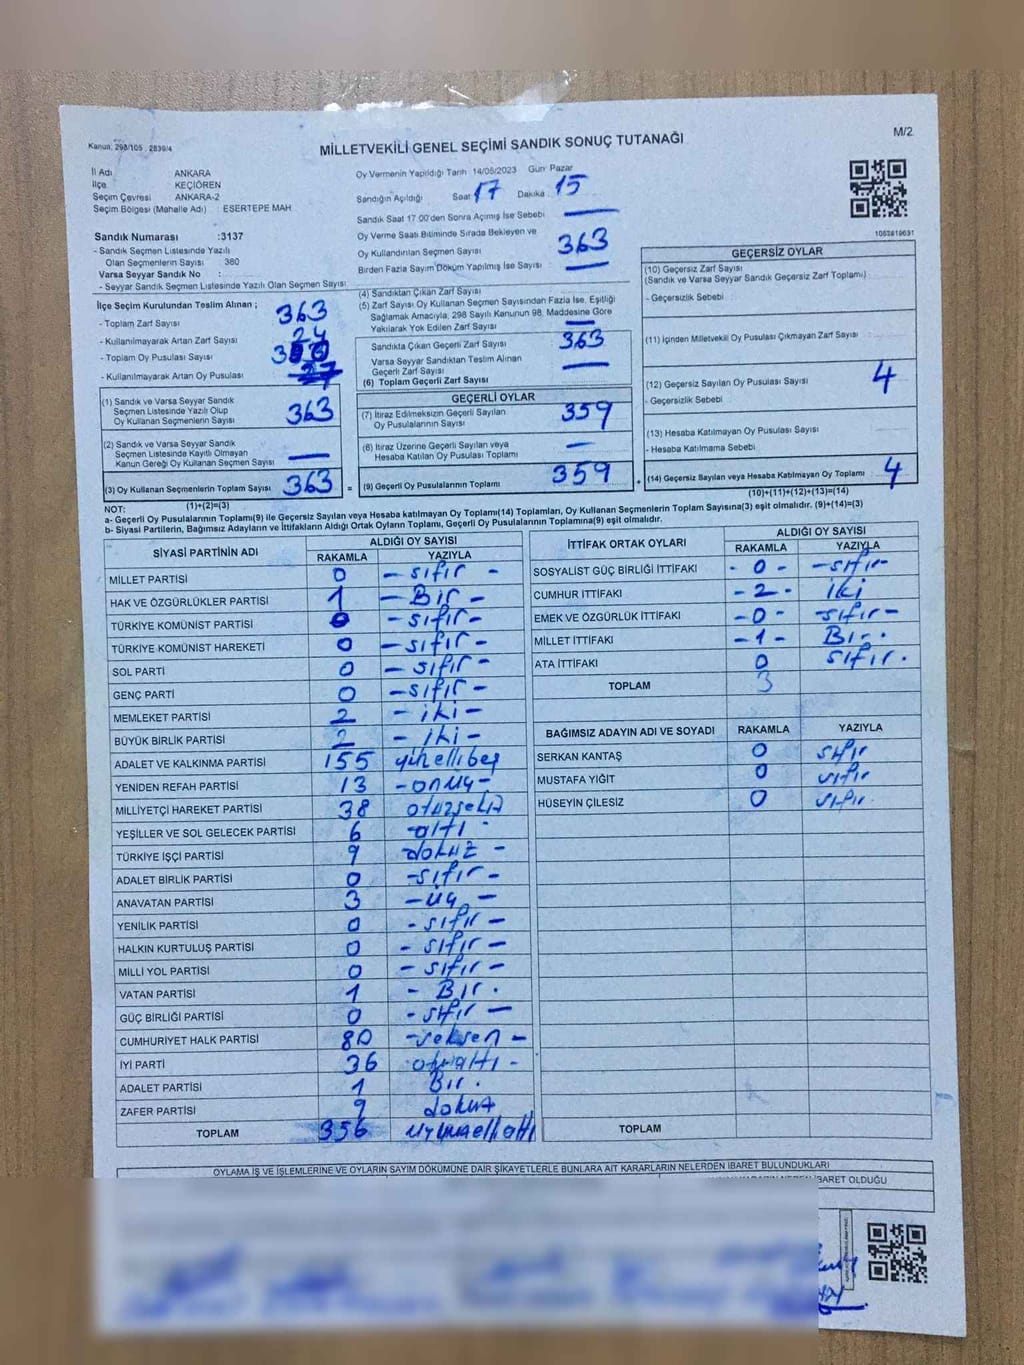 Kanun: 298/105 . 2839/4
MİLLETVEKİLİ GENEL SEÇİMİ SANDIK SONUÇ TUTANAĞI
M/2
İl Adı ANKARA
İlçe KEÇİÖREN
Seçim Çevresi ANKARA-2
Seçim Bölgesi (Mahalle Adı) : ESERTEPE MAH
Sandık Numarası :3137
- Sandık Seçmen Listesinde Yazılı
Olan Seçmenlerin Sayısı : 380
Varsa Seyyar Sandık No :
- Seyyar Sandık Seçmen Listesinde Yazılı Olan Seçmen Sayısı
Oy Vermenin Yapıldığı Tarih 14/05/2023 Gün Pazar
Sandığın Açıldığı Saat 17 Dakika 15
Sandık Saat 17.00'den Sonra Açmış İse Sebebi
Oy Verme Saati Bitiminde Sırada Bekleyen ve
Oy Kullandırılan Seçmen Sayısı 363
Birden Fazla Sayım Döküm Yapılmış İse Sayısı
İlçe Seçim Kurulundan Teslim Alınan ;
- Toplam Zarf Sayısı 363
- Kullanılmayarak Artan Zarf Sayısı
- Toplam Oy Pusulası Sayısı
- Kullanılmayarak Artan Oy Pusulası
(1) Sandık ve Varsa Seyyar Sandık
Seçmen Listesinde Yazılı Olup
Oy Kullanan Seçmenlerin Sayısı 363
(2) Sandık ve Varsa Seyyar Sandık
Seçmen Listesinde Kayıtlı Olmayan
Kanun Gereği Oy Kullanan Seçmen Sayısı
(3) Oy Kullanan Seçmenlerin Toplam Sayısı 363 =
(4) Sandıktan Çıkan Zarf Sayısı
(5) Zarf Sayısı Oy Kullanan Seçmen Sayısından Fazla İse, Eşitliği
Sağlamak Amacıyla, 298 Sayılı Kanunun 98. Maddesine Göre
Yakılarak Yok Edilen Zarf Sayısı
Sandıkta Çıkan Geçerli Zarf Sayısı 363
Varsa Seyyar Sandıktan Teslim Alınan
Geçerli Zarf Sayısı
(6) Toplam Geçerli Zarf Sayısı
GEÇERLİ OYLAR
(7) İtiraz Edilmeksizin Geçerli Sayılan
Oy Pusulalarının Sayısı 359
(8) İtiraz Üzerine Geçerli Sayılan veya
Hesaba Katılan Oy Pusulası Toplamı
(9) Geçerli Oy Pusulalarının Toplamı 359 +
GEÇERSİZ OYLAR
(10) Geçersiz Zarf Sayısı
(Sandık ve Varsa Seyyar Sandık Geçersiz Zarf Toplamı)
- Geçersizlik Sebebi
(11) İçinden Milletvekili Oy Pusulası Çıkmayan Zarf Sayısı
(12) Geçersiz Sayılan Oy Pusulası Sayısı 4
- Geçersizlik Sebebi
(13) Hesaba Katılmayan Oy Pusulası Sayısı
- Hesaba Katılmama Sebebi
(14) Geçersiz Sayılan veya Hesaba Katılmayan Oy Toplamı 4
NOT: (1)+(2)=(3)
(10)+(11)+(12)+(13)=(14)
a- Geçerli Oy Pusulalarının Toplamı(9) ile Geçersiz Sayılan veya Hesaba Katılmayan Oy Toplamı(14) Toplamları, Oy Kullanan Seçmenlerin Toplam Sayısına(3) eşit olmalıdır. (9)+(14)=(3)
b- Siyasi Partilerin, Bağımsız Adayların ve İttifakların Aldığı Ortak Oyların Toplamı, Geçerli Oy Pusulalarının Toplamına(9) eşit olmalıdır.
SİYASİ PARTİNİN ADI ALDIĞI OY SAYISI
RAKAMLA YAZIYLA
MİLLET PARTİSİ 0 - sıfır -
HAK VE ÖZGÜRLÜKLER PARTİSİ 1 - Bir -
TÜRKİYE KOMÜNİST PARTİSİ 0 - sıfır -
TÜRKİYE KOMÜNİST HAREKETİ 0 - sıfır -
SOL PARTİ 0 - sıfır -
GENÇ PARTİ 0 - sıfır -
MEMLEKET PARTİSİ 2 - iki -
BÜYÜK BİRLİK PARTİSİ 2 - iki -
ADALET VE KALKINMA PARTİSİ 155 yüzellibeş
YENİDEN REFAH PARTİSİ 13 - onüç -
MİLLİYETÇİ HAREKET PARTİSİ 38 otuzsekiz
YEŞİLLER VE SOL GELECEK PARTİSİ 6 - altı -
TÜRKİYE İŞÇİ PARTİSİ 9 dokuz -
ADALET BİRLİK PARTİSİ 0 - sıfır -
ANAVATAN PARTİSİ 3 - üç -
YENİLİK PARTİSİ 0 - sıfır -
HALKIN KURTULUŞ PARTİSİ 0 - sıfır -
MİLLİ YOL PARTİSİ 0 - sıfır -
VATAN PARTİSİ 1 - Bir -
GÜÇ BİRLİĞİ PARTİSİ 0 - sıfır -
CUMHURİYET HALK PARTİSİ 80 - seksen -
İYİ PARTİ 36 otuzaltı -
ADALET PARTİSİ 1 Bir .
ZAFER PARTİSİ 9 dokuz
TOPLAM 356 üçyüzellialtı
İTTİFAK ORTAK OYLARI ALDIĞI OY SAYISI
RAKAMLA YAZIYLA
SOSYALİST GÜÇ BİRLİĞİ İTTİFAKI - 0 - - sıfır -
CUMHUR İTTİFAKI - 2 - iki
EMEK VE ÖZGÜRLÜK İTTİFAKI - 0 - - sıfır -
MİLLET İTTİFAKI - 1 - Bir .
ATA İTTİFAKI 0 sıfır .
TOPLAM 3
BAĞIMSIZ ADAYIN ADI VE SOYADI RAKAMLA YAZIYLA
SERKAN KANTAŞ 0 sıfır
MUSTAFA YİĞİT 0 sıfır
HÜSEYİN ÇİLESİZ 0 sıfır
TOPLAM
OYLAMA İŞ VE İŞLEMLERİNE VE OYLARIN SAYIM DÖKÜMÜNE DAİR ŞİKAYETLERLE BUNLARA AİT KARARLARIN NELERDEN İBARET BULUNDUKLARI
İBARET OLDUĞU